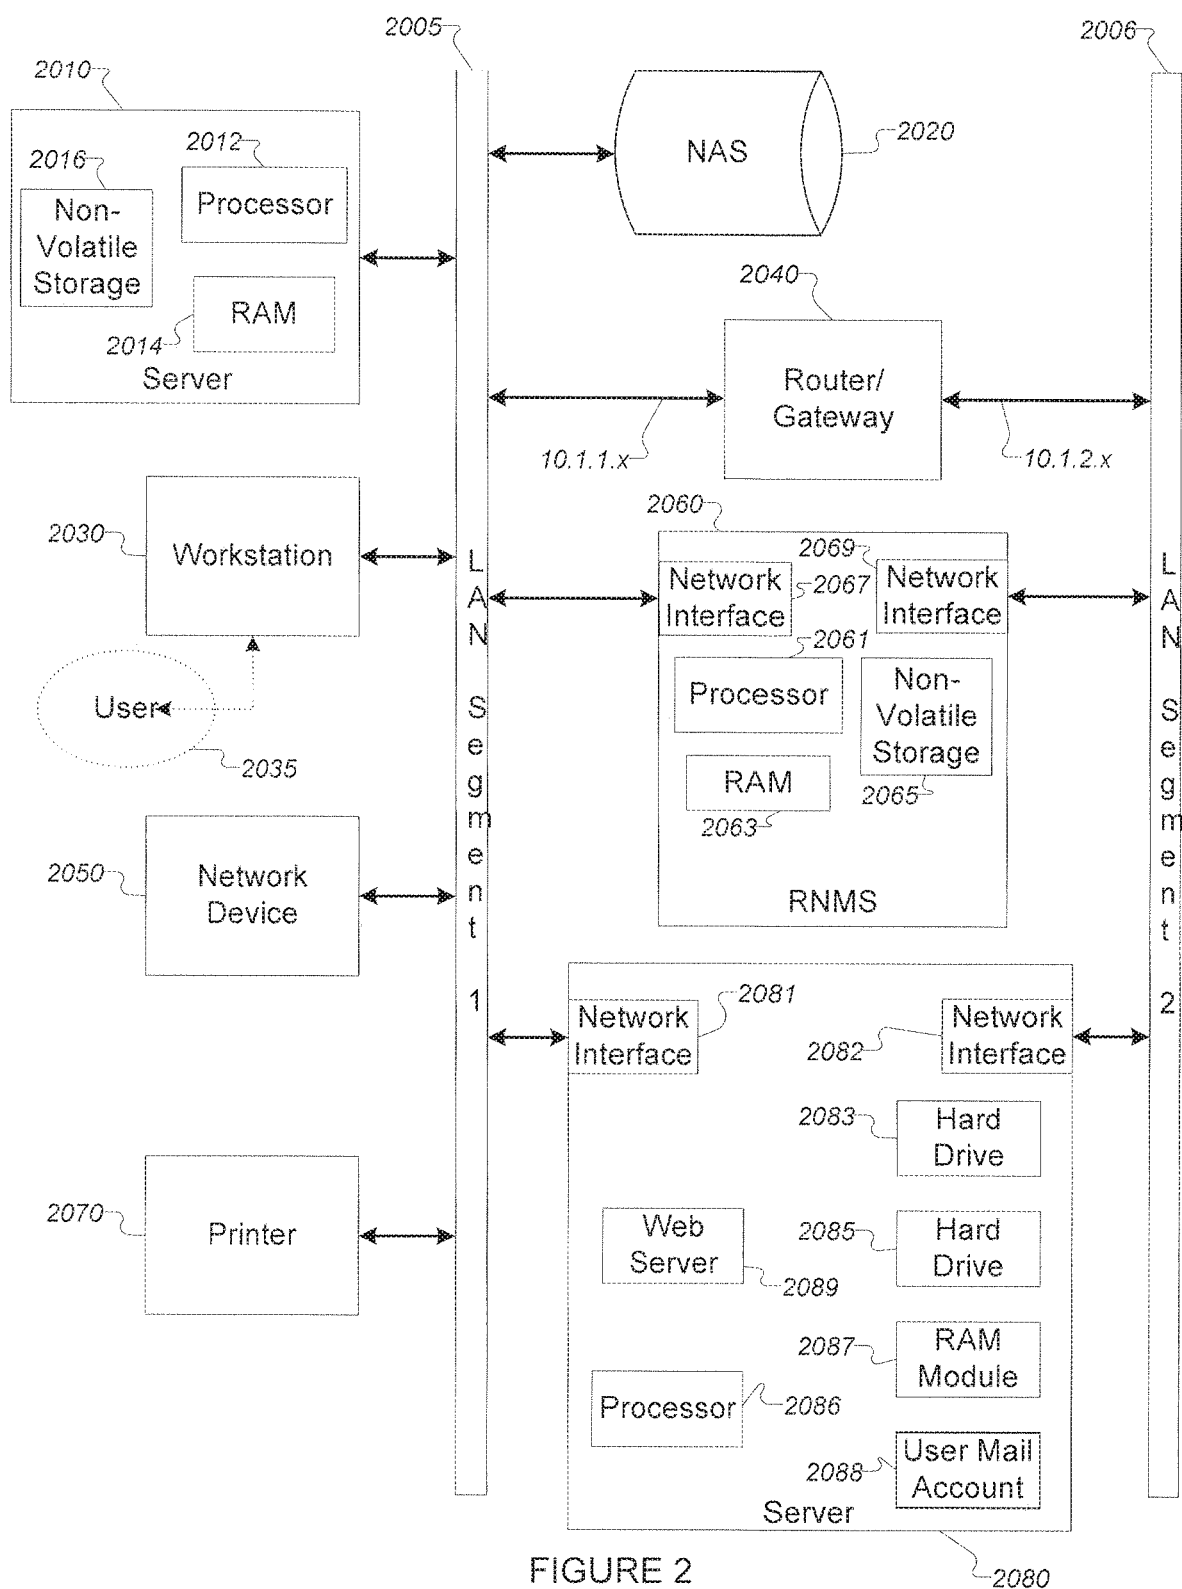 2005
2006
2010
2016
2012
Non-
Volatile
Storage
Processor
RAM
2014
Server
NAS
2020
2040
Router/
Gateway
10.1.1.x
10.1.2.x
2030
Workstation
User
2035
LAN Segment 1
LAN Segment 2
2060
2069
Network
Interface
2067
Network
Interface
2061
Processor
Non-
Volatile
Storage
2065
RAM
2063
RNMS
2050
Network
Device
2081
Network
Interface
2082
Network
Interface
2083
Hard
Drive
2070
Printer
Web
Server
2089
2085
Hard
Drive
2087
RAM
Module
Processor
2086
2088
User Mail
Account
Server
2080
FIGURE 2